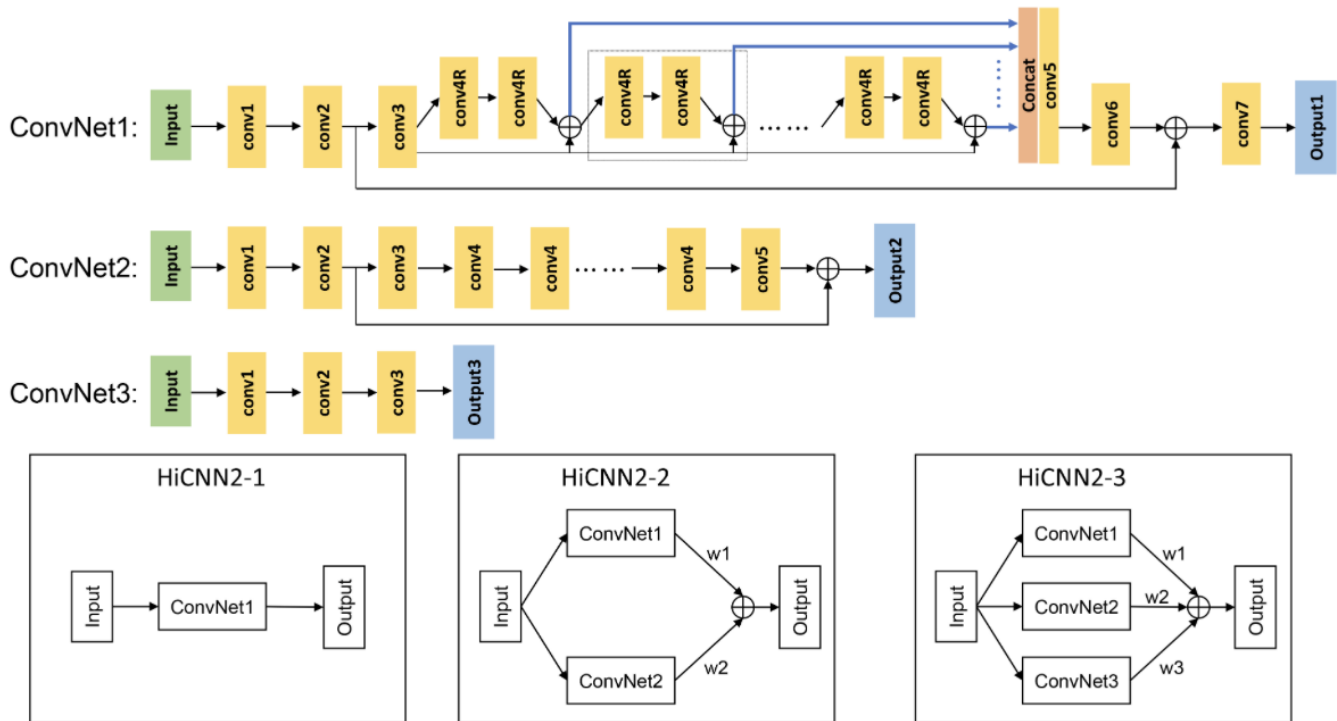 ConvNet1:
Input
conv1
conv2
conv3
conv4R
conv4R
conv4R
conv4R
... ...
conv4R
conv4R
Concat
conv5
conv6
conv7
Output1
ConvNet2:
Input
conv1
conv2
conv3
conv4
conv4
... ...
conv4
conv5
Output2
ConvNet3:
Input
conv1
conv2
conv3
Output3
HiCNN2-1
Input
ConvNet1
Output
HiCNN2-2
Input
ConvNet1
w1
ConvNet2
w2
Output
HiCNN2-3
Input
ConvNet1
w1
ConvNet2
w2
ConvNet3
w3
Output